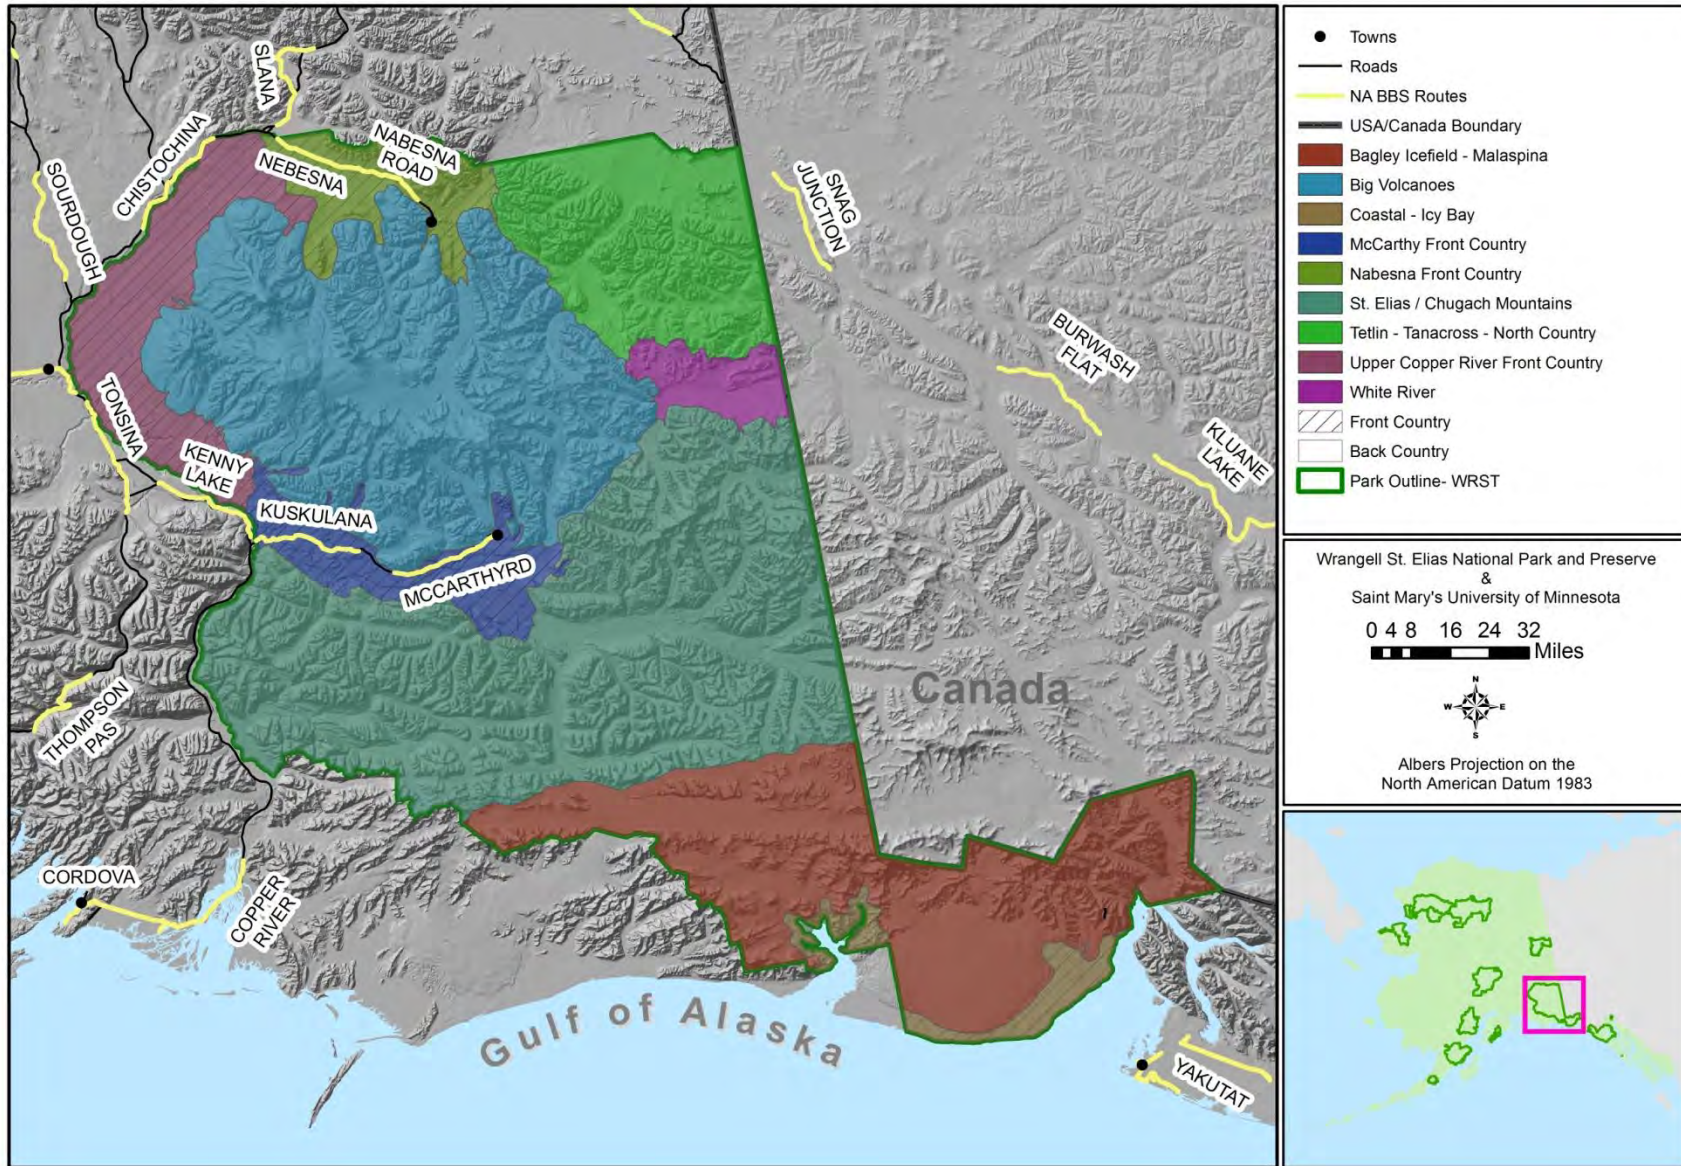 SLANA
CHISTOCHINA
SOURDOUGH
NEBESNA
NABESNA
ROAD
SNAG
JUNCTION
BURWASH
FLAT
KLUANE
LAKE
TONSINA
KENNY
LAKE
KUSKULANA
MCCARTHYRD
THOMPSON
PAS
Canada
CORDOVA
COPPER
RIVER
Gulf of Alaska
YAKUTAT
Towns
Roads
NA BBS Routes
USA/Canada Boundary
Bagley Icefield - Malaspina
Big Volcanoes
Coastal - Icy Bay
McCarthy Front Country
Nabesna Front Country
St. Elias / Chugach Mountains
Tetlin - Tanacross - North Country
Upper Copper River Front Country
White River
Front Country
Back Country
Park Outline- WRST
Wrangell St. Elias National Park and Preserve
&
Saint Mary's University of Minnesota
0 4 8 16 24 32
Miles
N
W E
S
Albers Projection on the
North American Datum 1983